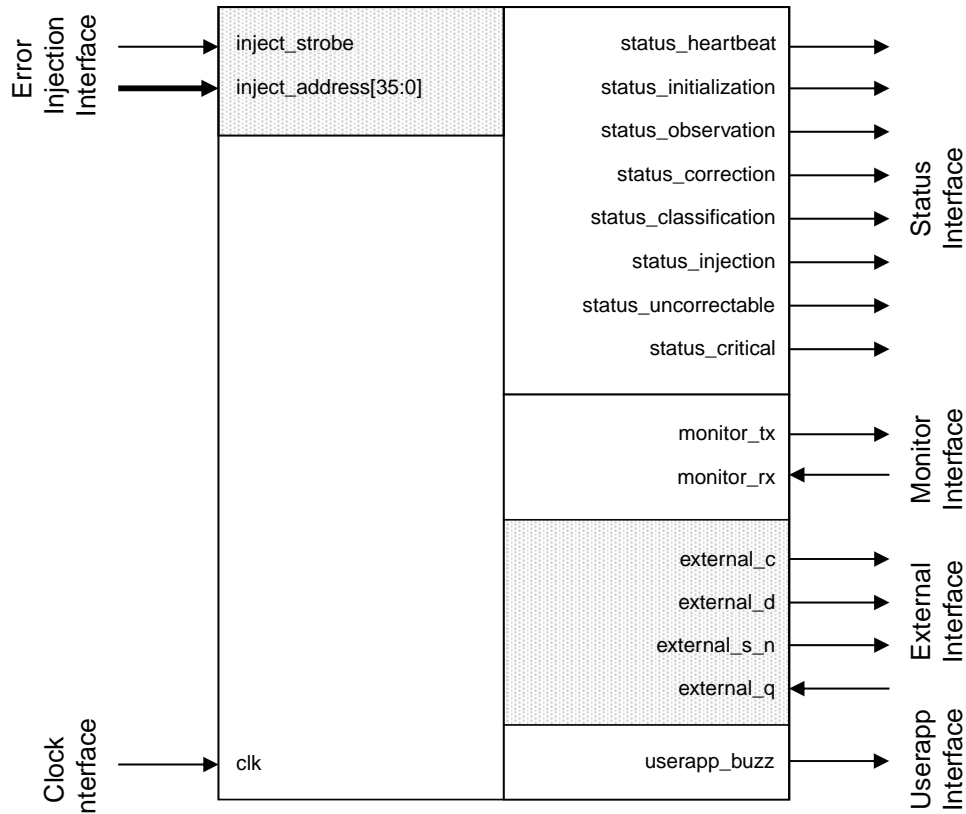 Error
Injection
Interface
inject_strobe
inject_address[35:0]
status_heartbeat
status_initialization
status_observation
status_correction
status_classification
status_injection
status_uncorrectable
status_critical
Status
Interface
monitor_tx
monitor_rx
Monitor
Interface
external_c
external_d
external_s_n
external_q
External
Interface
Clock
nterface
clk
userapp_buzz
Userapp
Interface